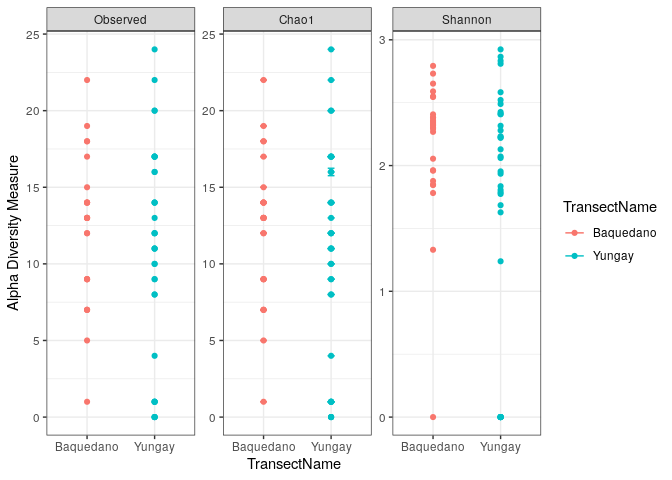 Observed
Chao1
Shannon
Alpha Diversity Measure
25
20
15
10
5
0
25
20
15
10
5
0
3
2
1
0
Baquedano
Yungay
Baquedano
Yungay
Baquedano
Yungay
TransectName
TransectName
Baquedano
Yungay